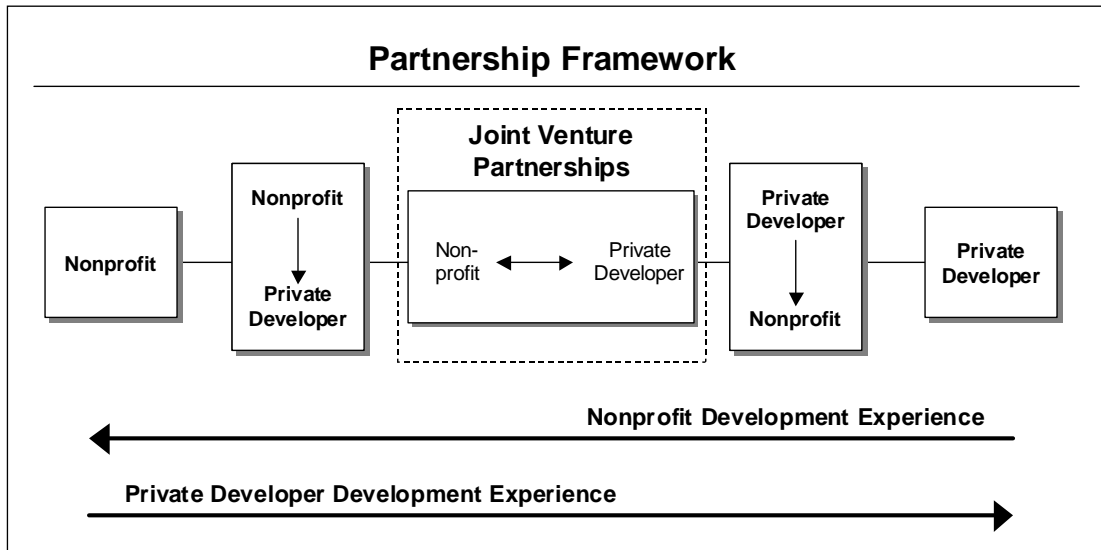 Partnership Framework
Joint Venture
Partnerships
Nonprofit
Nonprofit
Private
Developer
Non-
profit
Private
Developer
Private
Developer
Nonprofit
Private
Developer
Nonprofit Development Experience
Private Developer Development Experience